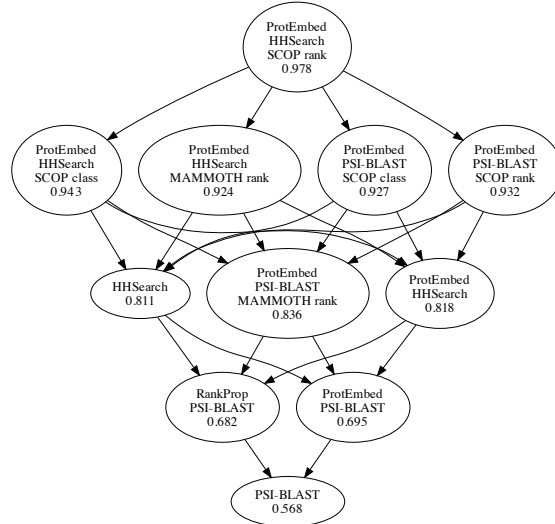 ProtEmbed
HHSearch
SCOP rank
0.978
ProtEmbed
HHSearch
SCOP class
0.943
ProtEmbed
HHSearch
MAMMOTH rank
0.924
ProtEmbed
PSI-BLAST
SCOP class
0.927
ProtEmbed
PSI-BLAST
SCOP rank
0.932
HHSearch
0.811
ProtEmbed
PSI-BLAST
MAMMOTH rank
0.836
ProtEmbed
HHSearch
0.818
RankProp
PSI-BLAST
0.682
ProtEmbed
PSI-BLAST
0.695
PSI-BLAST
0.568